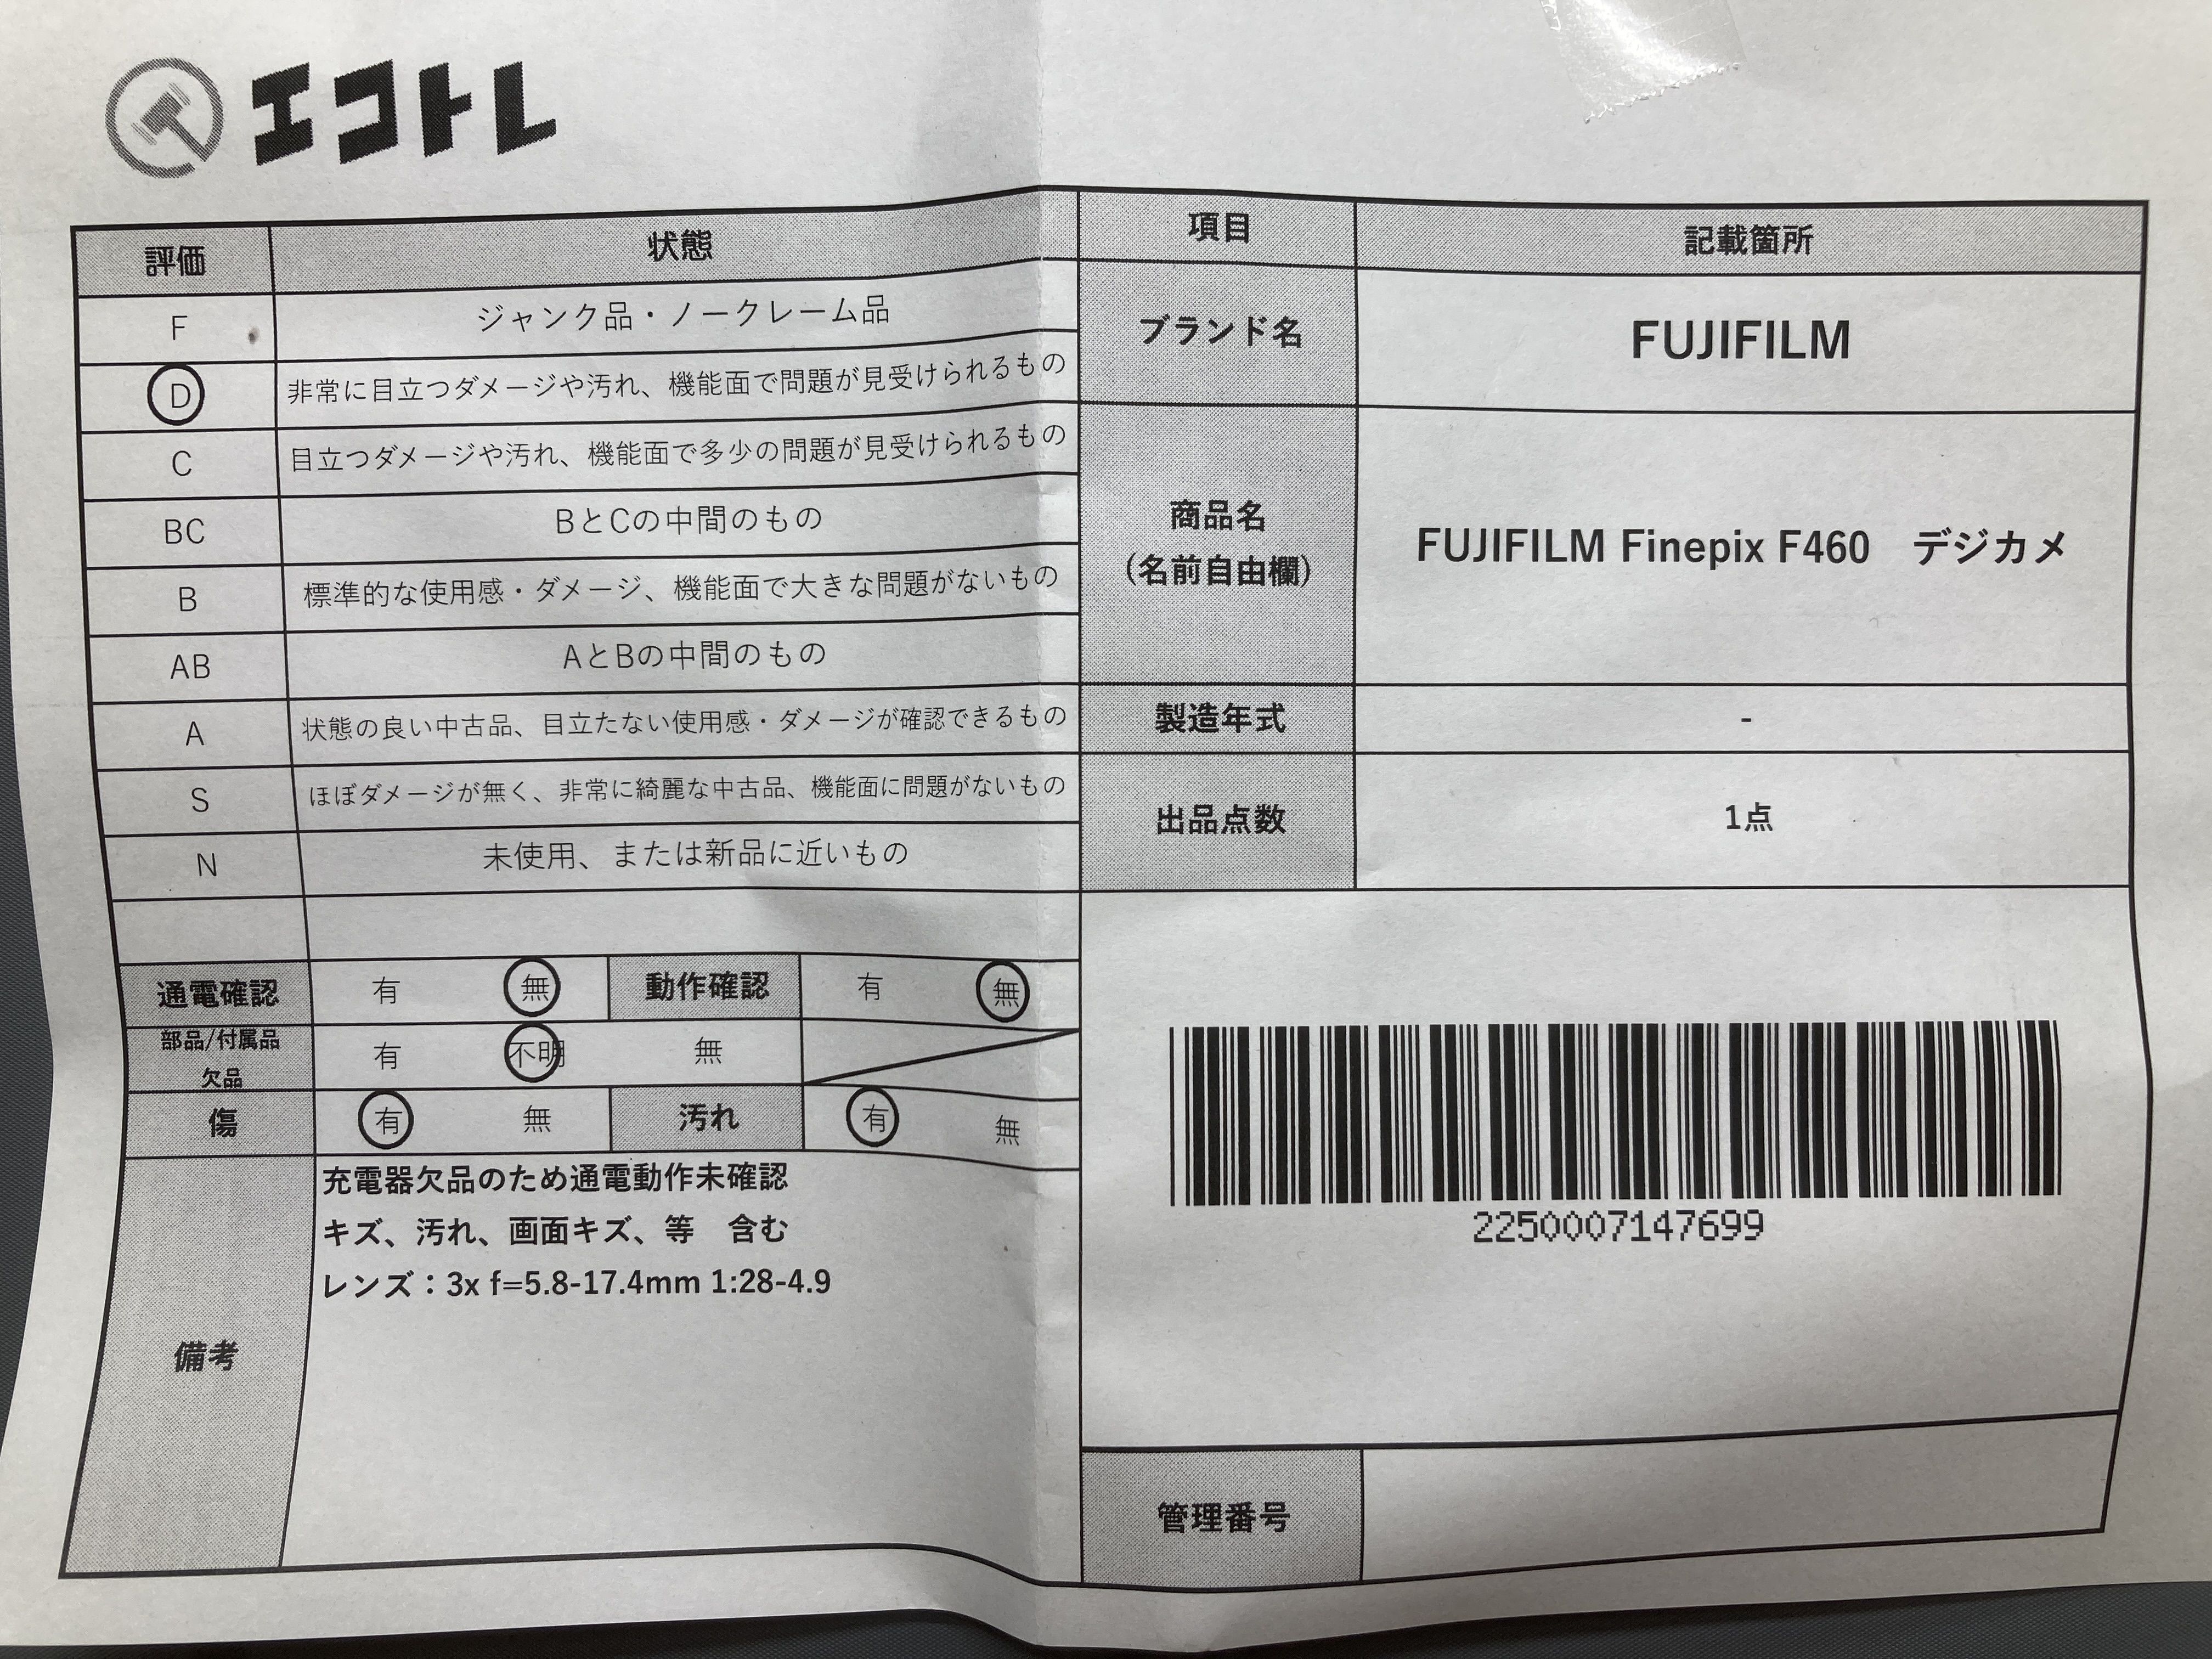 エコトレ
評価 状態
F ジャンク品・ノークレーム品
D 非常に目立つダメージや汚れ、機能面で問題が見受けられるもの
C 目立つダメージや汚れ、機能面で多少の問題が見受けられるもの
BC BとCの中間のもの
B 標準的な使用感・ダメージ、機能面で大きな問題がないもの
AB AとBの中間のもの
A 状態の良い中古品、目立たない使用感・ダメージが確認できるもの
S ほぼダメージが無く、非常に綺麗な中古品、機能面に問題がないもの
N 未使用、または新品に近いもの
通電確認 有 無 動作確認 有 無
部品/付属品
欠品
有 不明 無
傷 有 無 汚れ 有 無
備考
充電器欠品のため通電動作未確認
キズ、汚れ、画面キズ、等　含む
レンズ：3x f=5.8-17.4mm 1:28-4.9
項目 記載箇所
ブランド名 FUJIFILM
商品名
(名前自由欄)
FUJIFILM Finepix F460　デジカメ
製造年式 -
出品点数 1点
2250007147699
管理番号